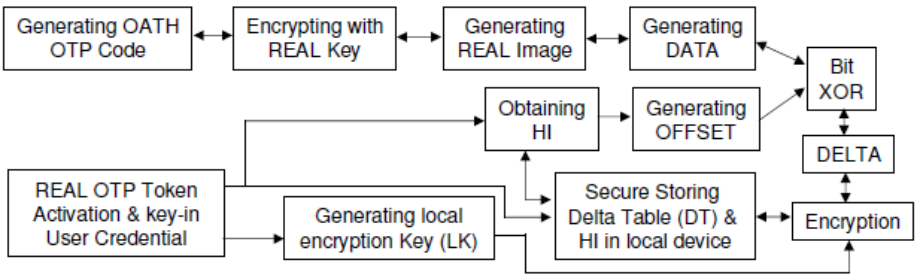 Generating OATH
OTP Code
Encrypting with
REAL Key
Generating
REAL Image
Generating
DATA
Bit
XOR
Obtaining
HI
Generating
OFFSET
DELTA
REAL OTP Token
Activation & key-in
User Credential
Generating local
encryption Key (LK)
Secure Storing
Delta Table (DT) &
HI in local device
Encryption